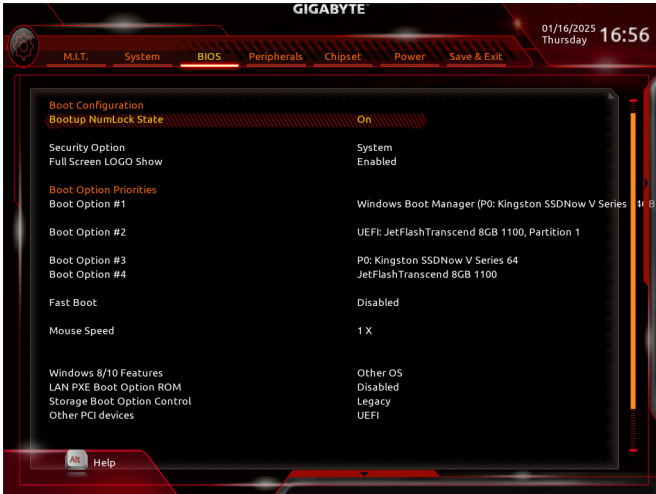 GIGABYTE
01/16/2025
Thursday 16:56
M.I.T. System BIOS Peripherals Chipset Power Save & Exit
Boot Configuration
Bootup NumLock State On
Security Option System
Full Screen LOGO Show Enabled
Boot Option Priorities
Boot Option #1 Windows Boot Manager (P0: Kingston SSDNow V Series
Boot Option #2 UEFI: JetFlashTranscend 8GB 1100, Partition 1
Boot Option #3 P0: Kingston SSDNow V Series 64
Boot Option #4 JetFlashTranscend 8GB 1100
Fast Boot Disabled
Mouse Speed 1 X
Windows 8/10 Features Other OS
LAN PXE Boot Option ROM Disabled
Storage Boot Option Control Legacy
Other PCI devices UEFI
Alt Help